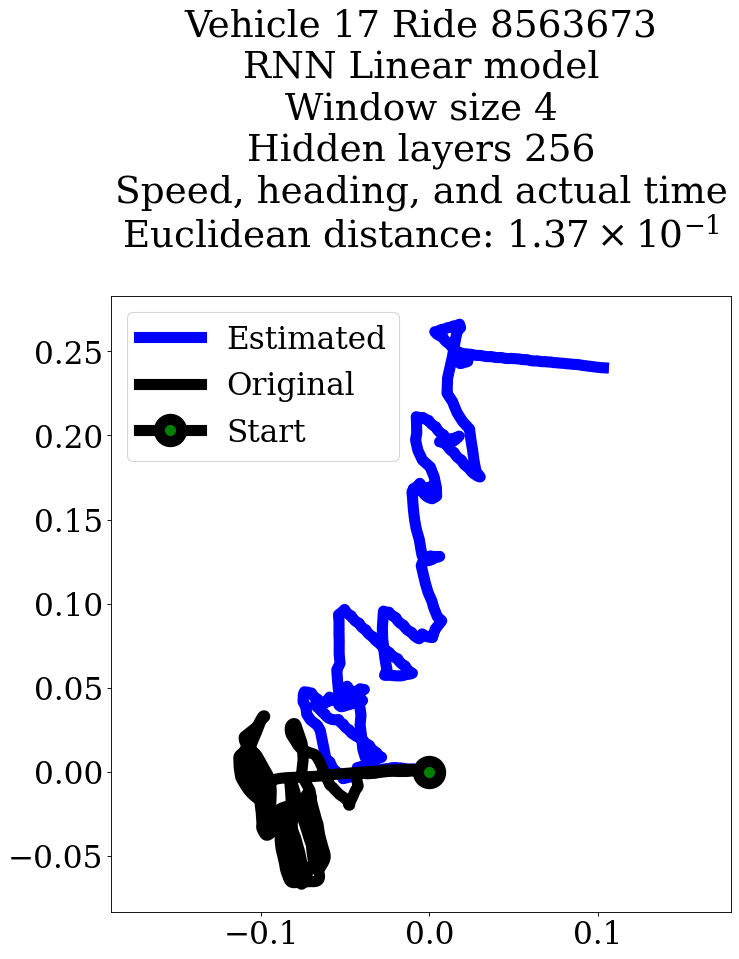 Vehicle 17 Ride 8563673
RNN Linear model
Window size 4
Hidden layers 256
Speed, heading, and actual time
Euclidean distance: 1.37 × 10⁻¹
Estimated
Original
Start
0.25
0.20
0.15
0.10
0.05
0.00
−0.05
−0.1
0.0
0.1